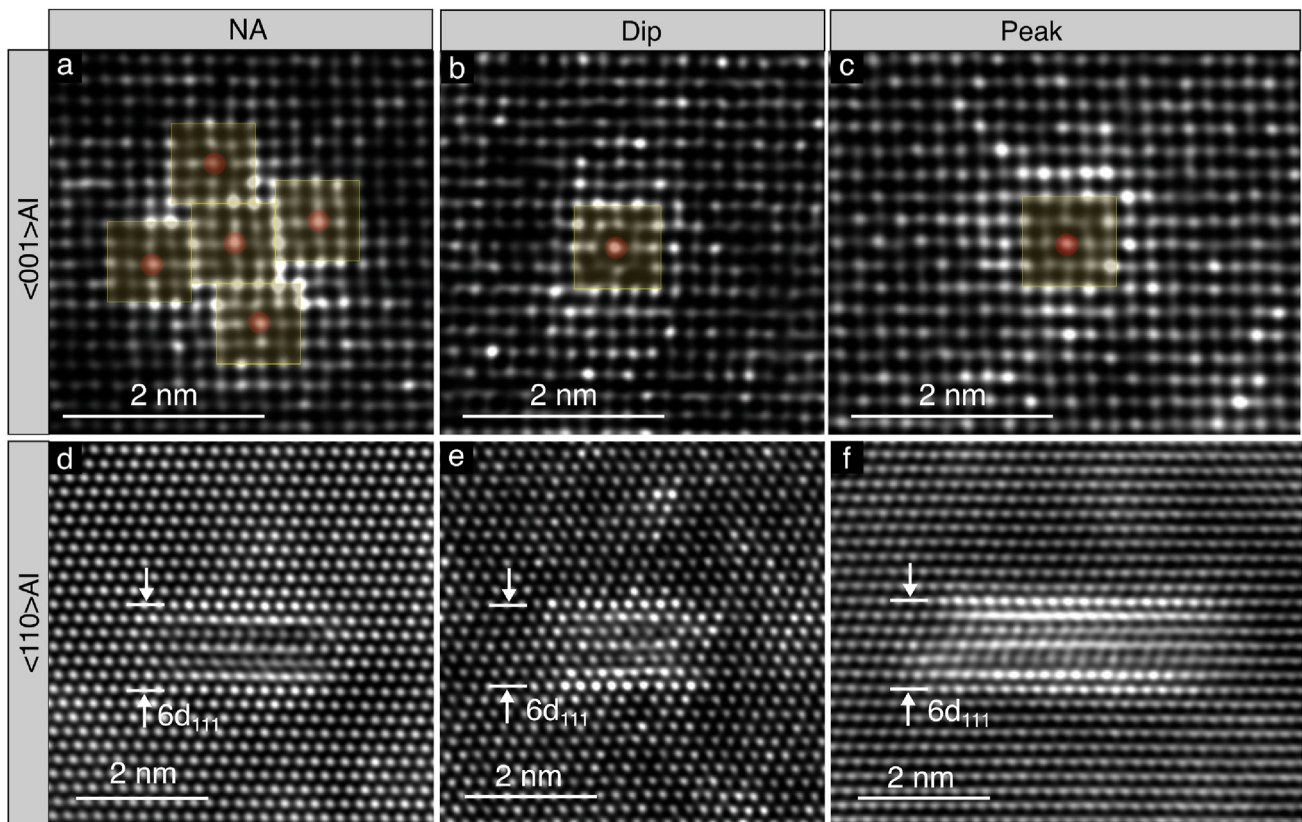 NA
Dip
Peak
<001>Al
a
b
c
2 nm
2 nm
2 nm
<110>Al
d
e
f
6d₁₁₁
6d₁₁₁
6d₁₁₁
2 nm
2 nm
2 nm